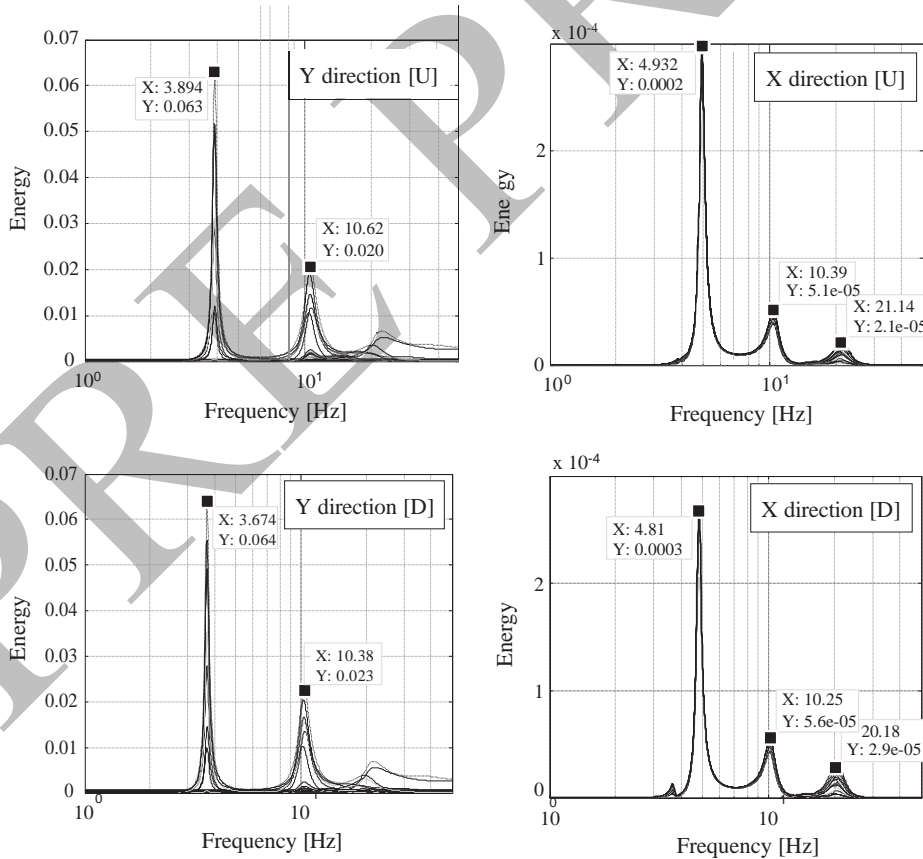 0.07
0.06
0.05
0.04
0.03
0.02
0.01
0
Energy
X: 3.894
Y: 0.063
Y direction [U]
X: 10.62
Y: 0.020
10⁰
10¹
Frequency [Hz]
x 10⁻⁴
2
1
0
Ene gy
X: 4.932
Y: 0.0002
X direction [U]
X: 10.39
Y: 5.1e-05
X: 21.14
Y: 2.1e-05
10⁰
10¹
Frequency [Hz]
0.07
0.06
0.05
0.04
0.03
0.02
0.01
0
Energy
Y direction [D]
X: 3.674
Y: 0.064
X: 10.38
Y: 0.023
10⁰
10¹
Frequency [Hz]
x 10⁻⁴
2
1
0
Energy
X direction [D]
X: 4.81
Y: 0.0003
X: 10.25
Y: 5.6e-05
20.18
Y: 2.9e-05
10⁰
10¹
Frequency [Hz]
PRE PR